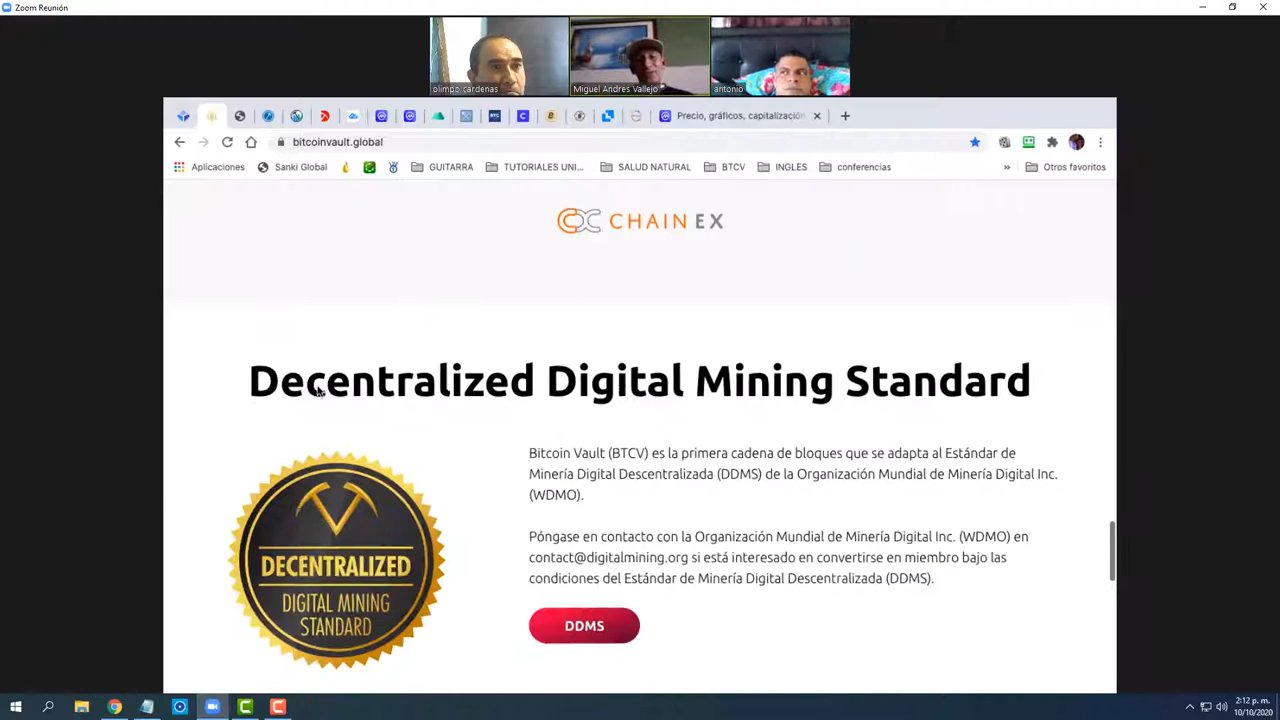 Zoom Reunión
olimpo cardenas
Miguel Andres Vallejo
antonio
Precio, gráficos, capitalización
bitcoinvault.global
Aplicaciones
Sanki Global
GUITARRA
TUTORIALES UNI...
SALUD NATURAL
BTCV
INGLES
conferencias
»
Otros favoritos
CHAIN EX
Decentralized Digital Mining Standard
Bitcoin Vault (BTCV) es la primera cadena de bloques que se adapta al Estándar de
Minería Digital Descentralizada (DDMS) de la Organización Mundial de Minería Digital Inc.
(WDMO).
Póngase en contacto con la Organización Mundial de Minería Digital Inc. (WDMO) en
contact@digitalmining.org si está interesado en convertirse en miembro bajo las
condiciones del Estándar de Minería Digital Descentralizada (DDMS).
DDMS
DECENTRALIZED
DIGITAL MINING
STANDARD
2:12 p. m.
10/10/2020